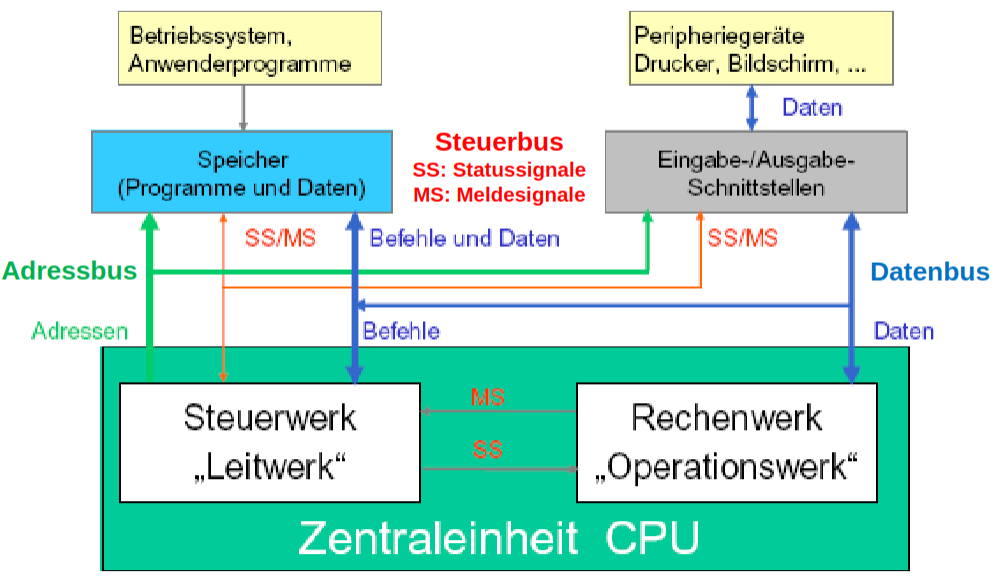 Betriebssystem,
Anwenderprogramme
Peripheriegeräte
Drucker, Bildschirm, ...
Daten
Speicher
(Programme und Daten)
Steuerbus
SS: Statussignale
MS: Meldesignale
Eingabe-/Ausgabe-
Schnittstellen
SS/MS
Befehle und Daten
SS/MS
Adressbus
Datenbus
Adressen
Befehle
Daten
Steuerwerk
„Leitwerk“
MS
SS
Rechenwerk
„Operationswerk“
Zentraleinheit CPU